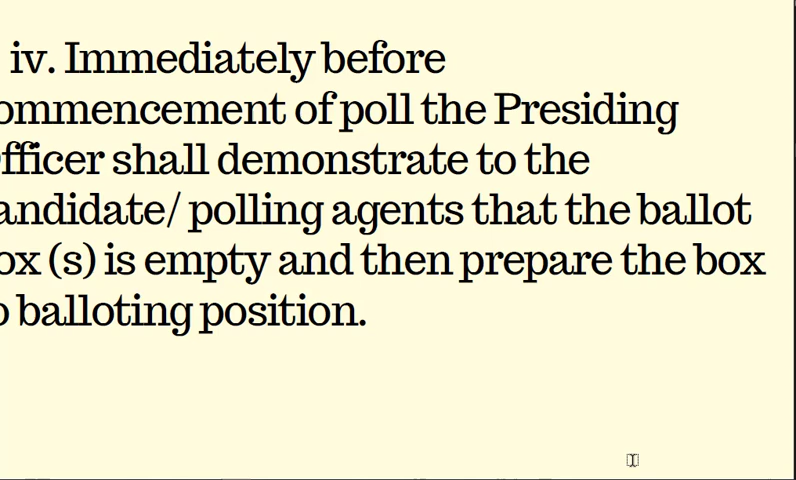 iv. Immediately before
ommencement of poll the Presiding
fficer shall demonstrate to the
andidate/ polling agents that the ballot
ox (s) is empty and then prepare the box
o balloting position.